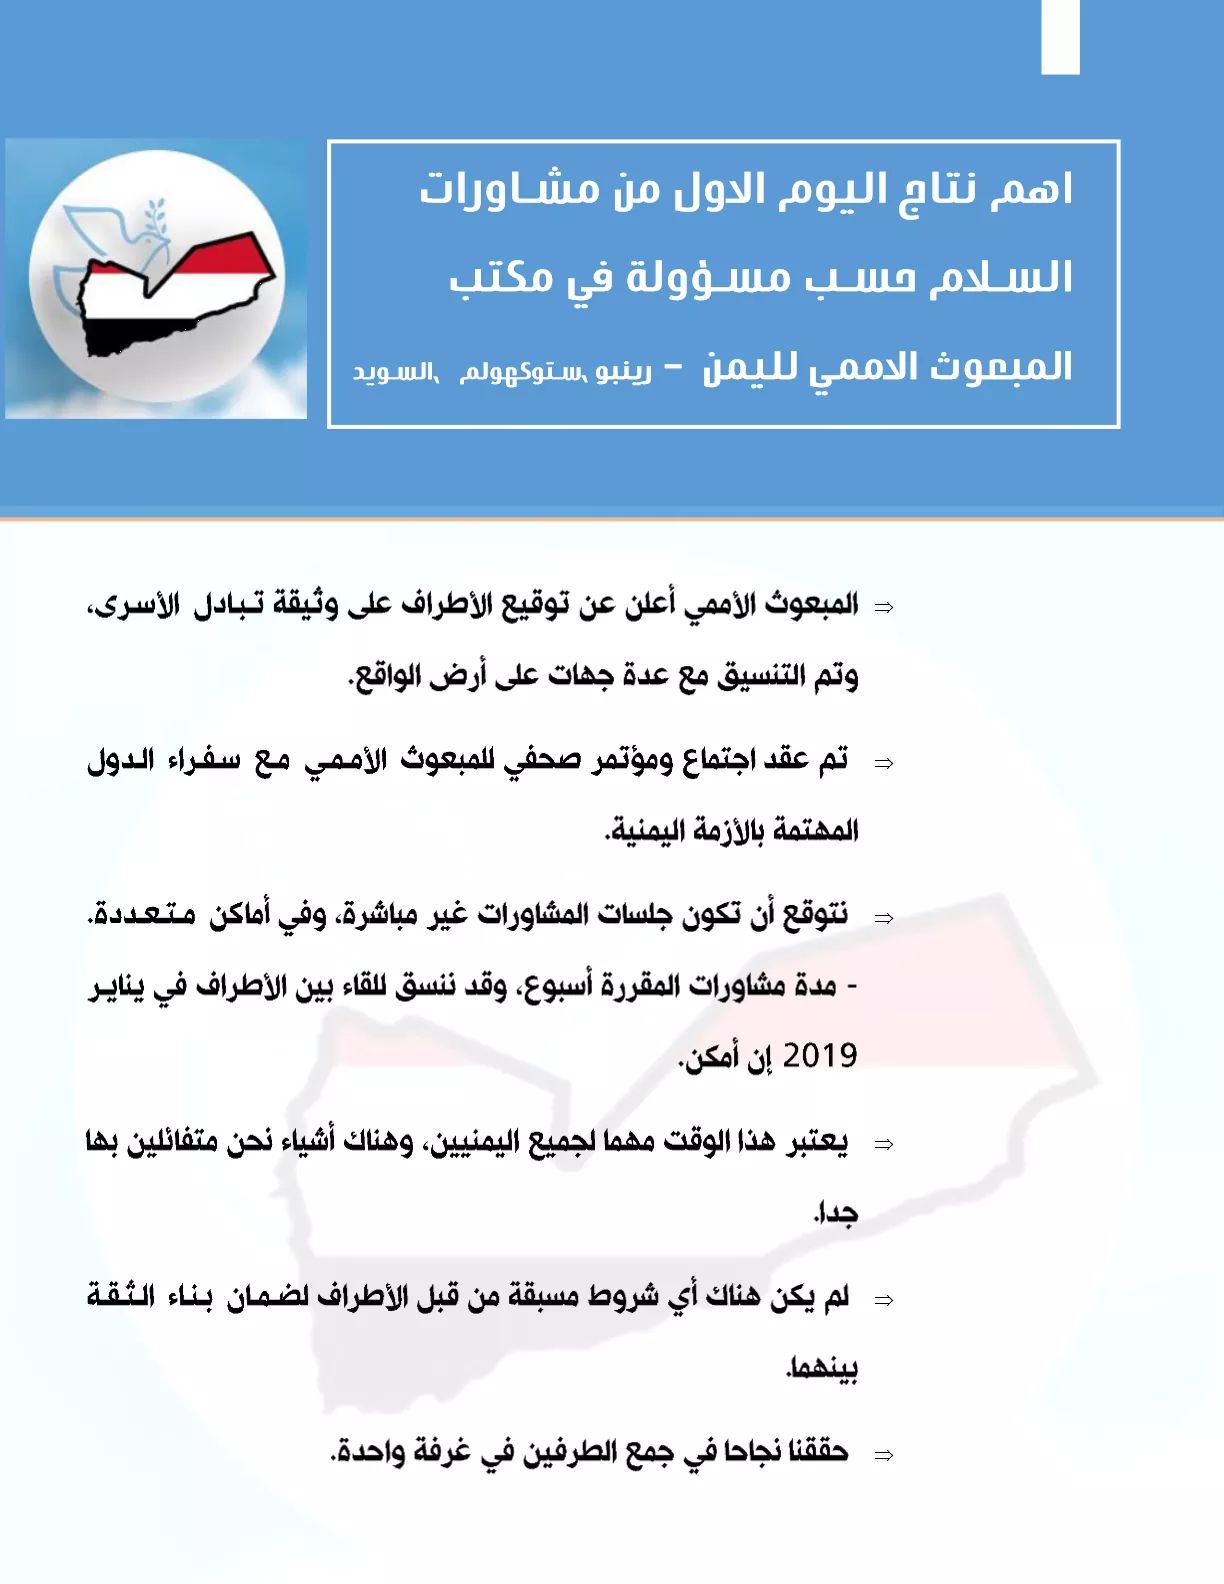 اهم نتاج اليوم الاول من مشاورات
السلام حسب مسؤولة في مكتب
المبعوث الاممي لليمن – رينبو ،ستوكهولم ،السويد
⇒ المبعوث الأممي أعلن عن توقيع الأطراف على وثيقة تبادل الأسرى،
وتم التنسيق مع عدة جهات على أرض الواقع.
⇒ تم عقد اجتماع ومؤتمر صحفي للمبعوث الأممي مع سفراء الدول
المهتمة بالأزمة اليمنية.
⇒ نتوقع أن تكون جلسات المشاورات غير مباشرة، وفي أماكن متعددة.
- مدة مشاورات المقررة أسبوع، وقد ننسق للقاء بين الأطراف في يناير
2019 إن أمكن.
⇒ يعتبر هذا الوقت مهما لجميع اليمنيين، وهناك أشياء نحن متفائلين بها
جدا.
⇒ لم يكن هناك أي شروط مسبقة من قبل الأطراف لضمان بناء الثقة
بينهما.
⇒ حققنا نجاحا في جمع الطرفين في غرفة واحدة.